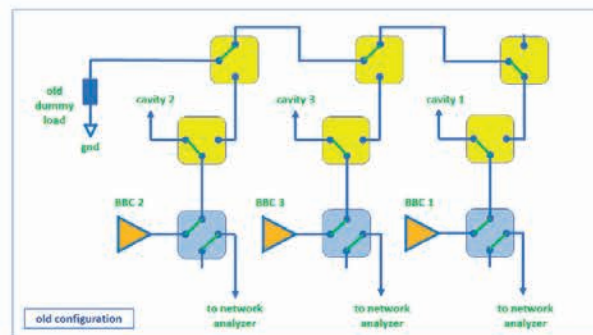 old
dummy
load
gnd
cavity 2
cavity 3
cavity 1
BBC 2
BBC 3
BBC 1
to network
analyzer
to network
analyzer
to network
analyzer
old configuration